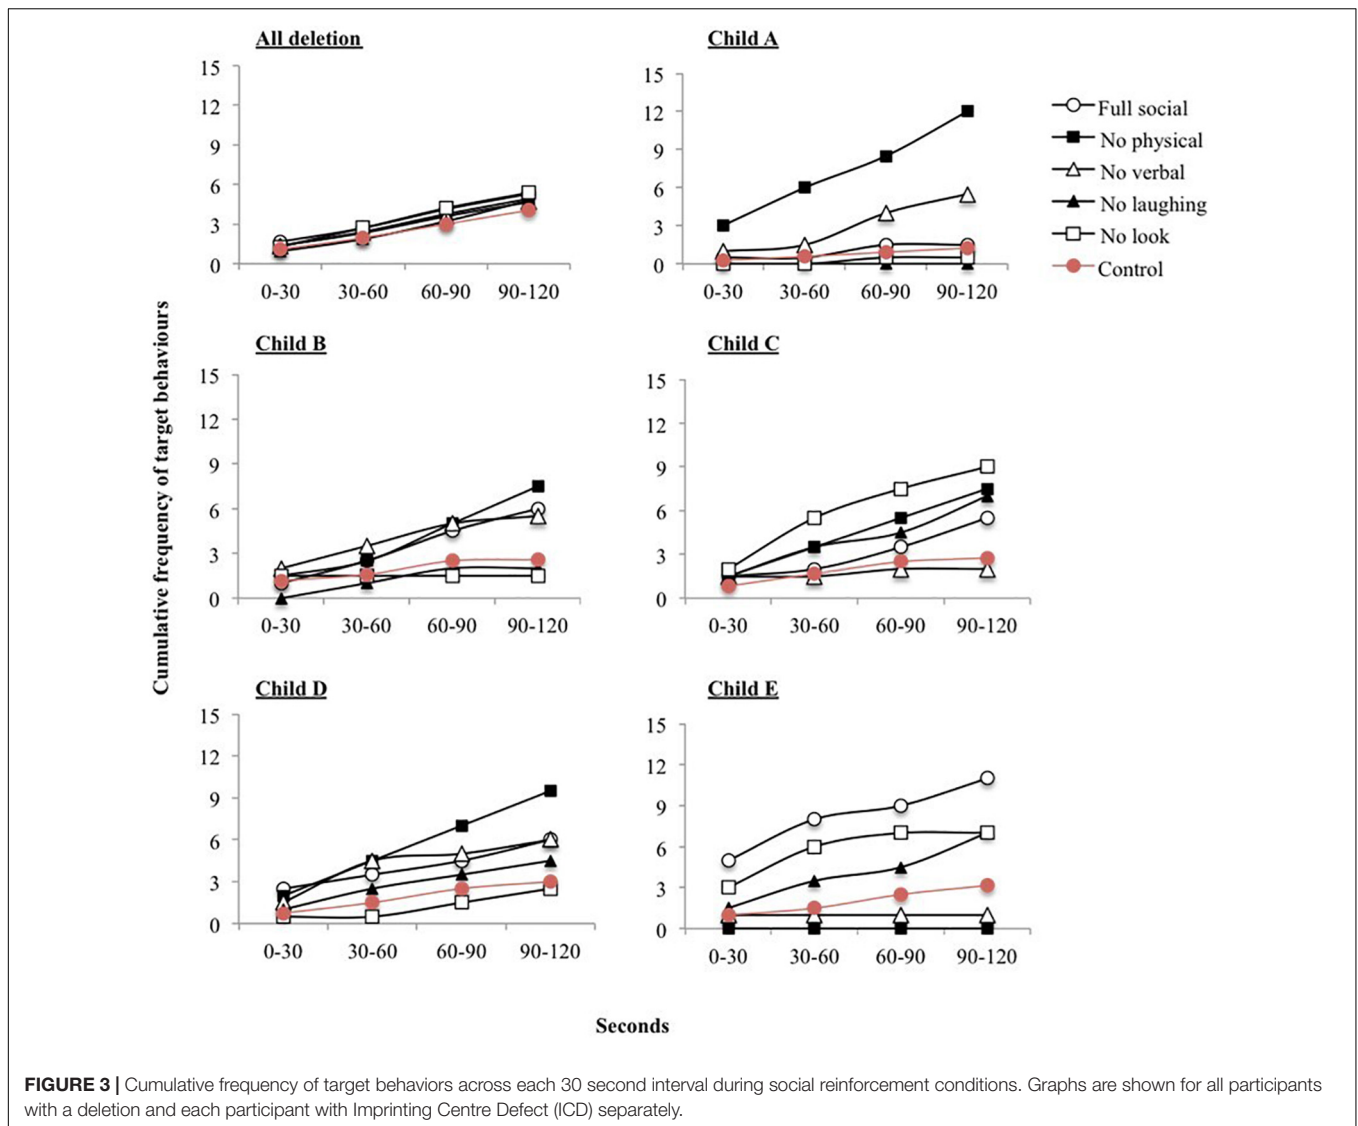 All deletion
15
12
9
6
3
0
0-30 30-60 60-90 90-120
Child A
15
12
9
6
3
0
0-30 30-60 60-90 90-120
Full social
No physical
No verbal
No laughing
No look
Control
Cumulative frequency of target behaviours
Child B
15
12
9
6
3
0
0-30 30-60 60-90 90-120
Child C
15
12
9
6
3
0
0-30 30-60 60-90 90-120
Child D
15
12
9
6
3
0
0-30 30-60 60-90 90-120
Child E
15
12
9
6
3
0
0-30 30-60 60-90 90-120
Seconds
FIGURE 3 | Cumulative frequency of target behaviors across each 30 second interval during social reinforcement conditions. Graphs are shown for all participants
with a deletion and each participant with Imprinting Centre Defect (ICD) separately.